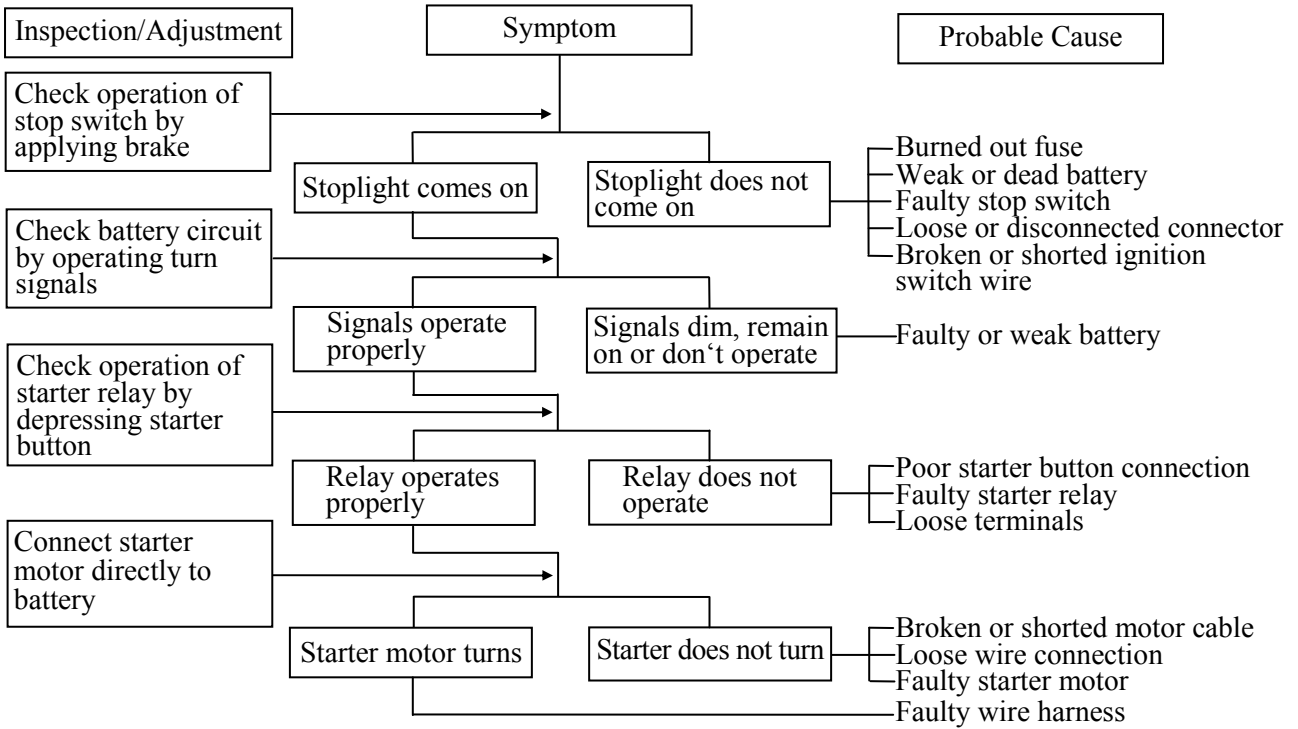 Inspection/Adjustment
Symptom
Probable Cause
Check operation of
stop switch by
applying brake
Stoplight comes on
Stoplight does not
come on
Burned out fuse
Weak or dead battery
Faulty stop switch
Loose or disconnected connector
Broken or shorted ignition
switch wire
Check battery circuit
by operating turn
signals
Signals operate
properly
Signals dim, remain
on or don‘t operate
Faulty or weak battery
Check operation of
starter relay by
depressing starter
button
Relay operates
properly
Relay does not
operate
Poor starter button connection
Faulty starter relay
Loose terminals
Connect starter
motor directly to
battery
Starter motor turns
Starter does not turn
Broken or shorted motor cable
Loose wire connection
Faulty starter motor
Faulty wire harness